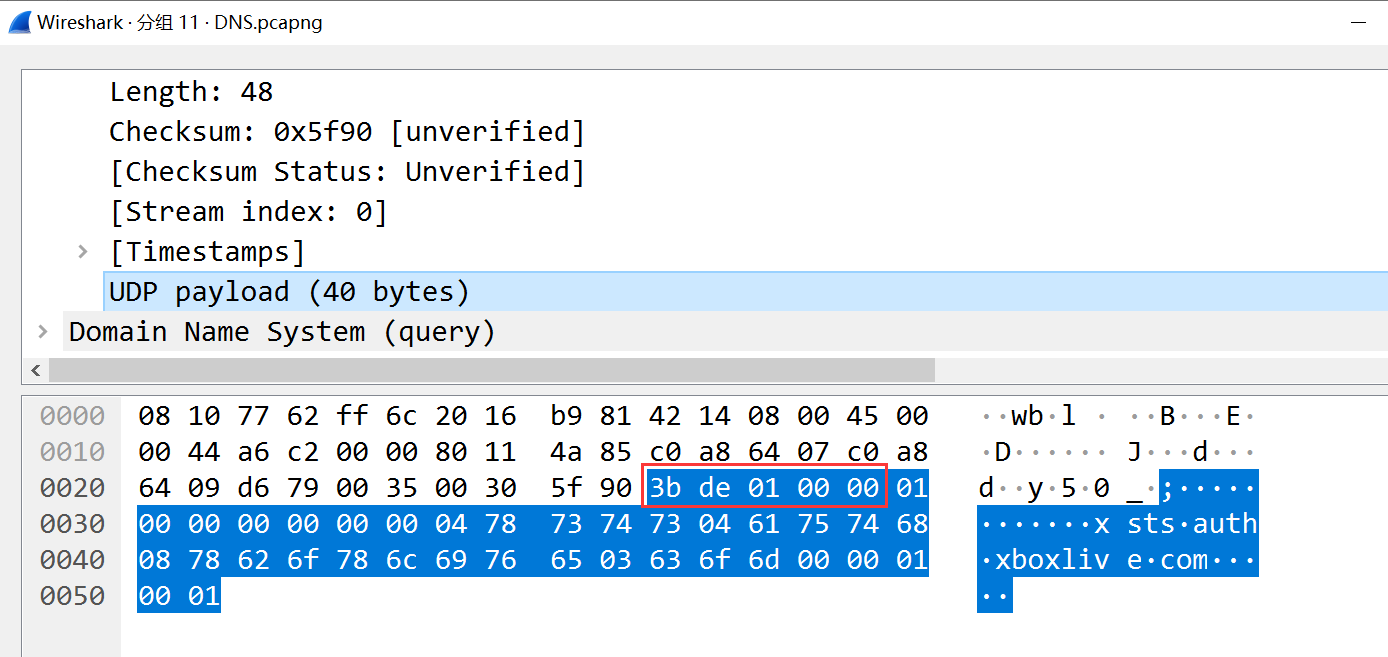 Wireshark · 分组 11 · DNS.pcapng
Length: 48
Checksum: 0x5f90 [unverified]
[Checksum Status: Unverified]
[Stream index: 0]
[Timestamps]
UDP payload (40 bytes)
Domain Name System (query)
0000 08 10 77 62 ff 6c 20 16 b9 81 42 14 08 00 45 00 ··wb·l · ··B···E·
0010 00 44 a6 c2 00 00 80 11 4a 85 c0 a8 64 07 c0 a8 ·D······ J···d···
0020 64 09 d6 79 00 35 00 30 5f 90 3b de 01 00 00 01 d··y·5·0 _·;·····
0030 00 00 00 00 00 00 04 78 73 74 73 04 61 75 74 68 ·······x sts·auth
0040 08 78 62 6f 78 6c 69 76 65 03 63 6f 6d 00 00 01 ·xboxliv e·com···
0050 00 01 ··